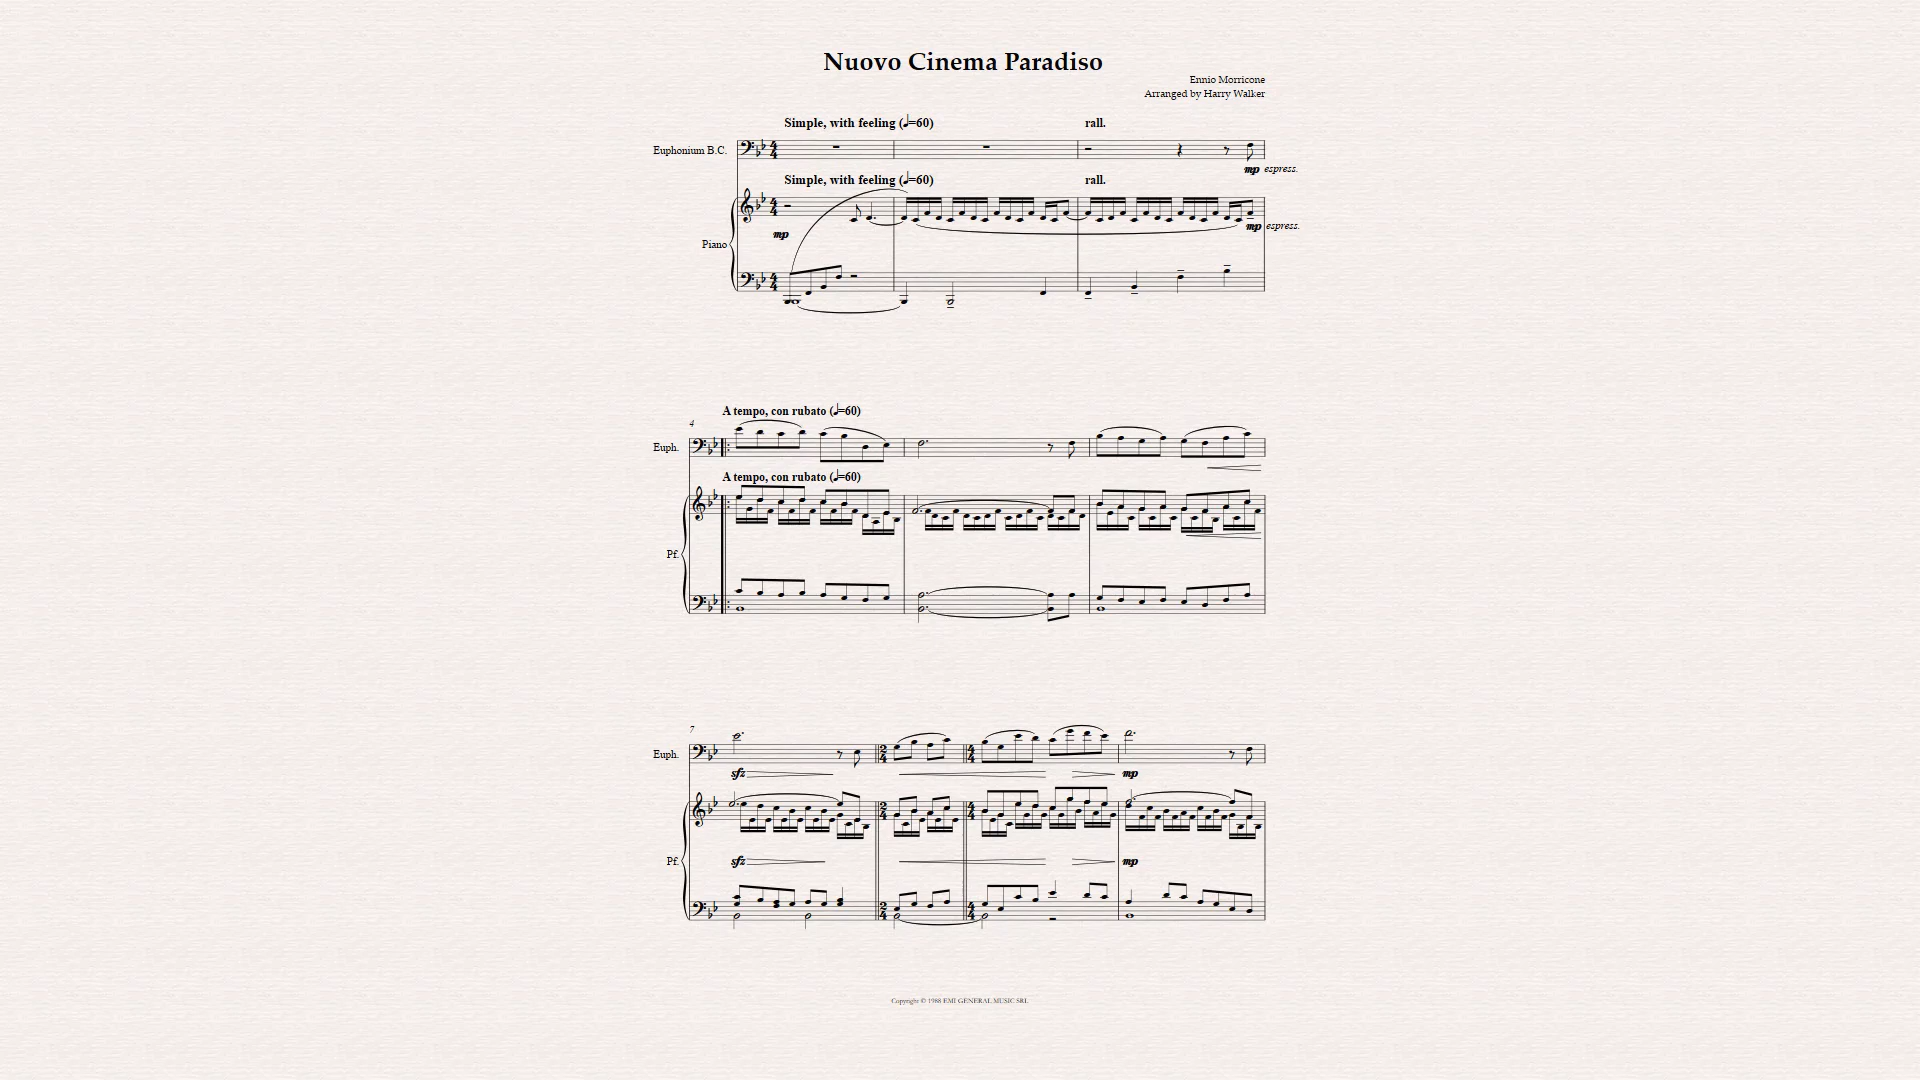 Nuovo Cinema Paradiso
Ennio Morricone
Arranged by Harry Walker
Simple, with feeling (♩=60)
rall.
Euphonium B.C.
mp espress.
Simple, with feeling (♩=60)
rall.
mp
mp espress.
Piano
A tempo, con rubato (♩=60)
4
Euph.
A tempo, con rubato (♩=60)
Pf.
7
Euph.
sfz
mp
sfz
mp
Pf.
Copyright © 1988 EMI GENERAL MUSIC SRL